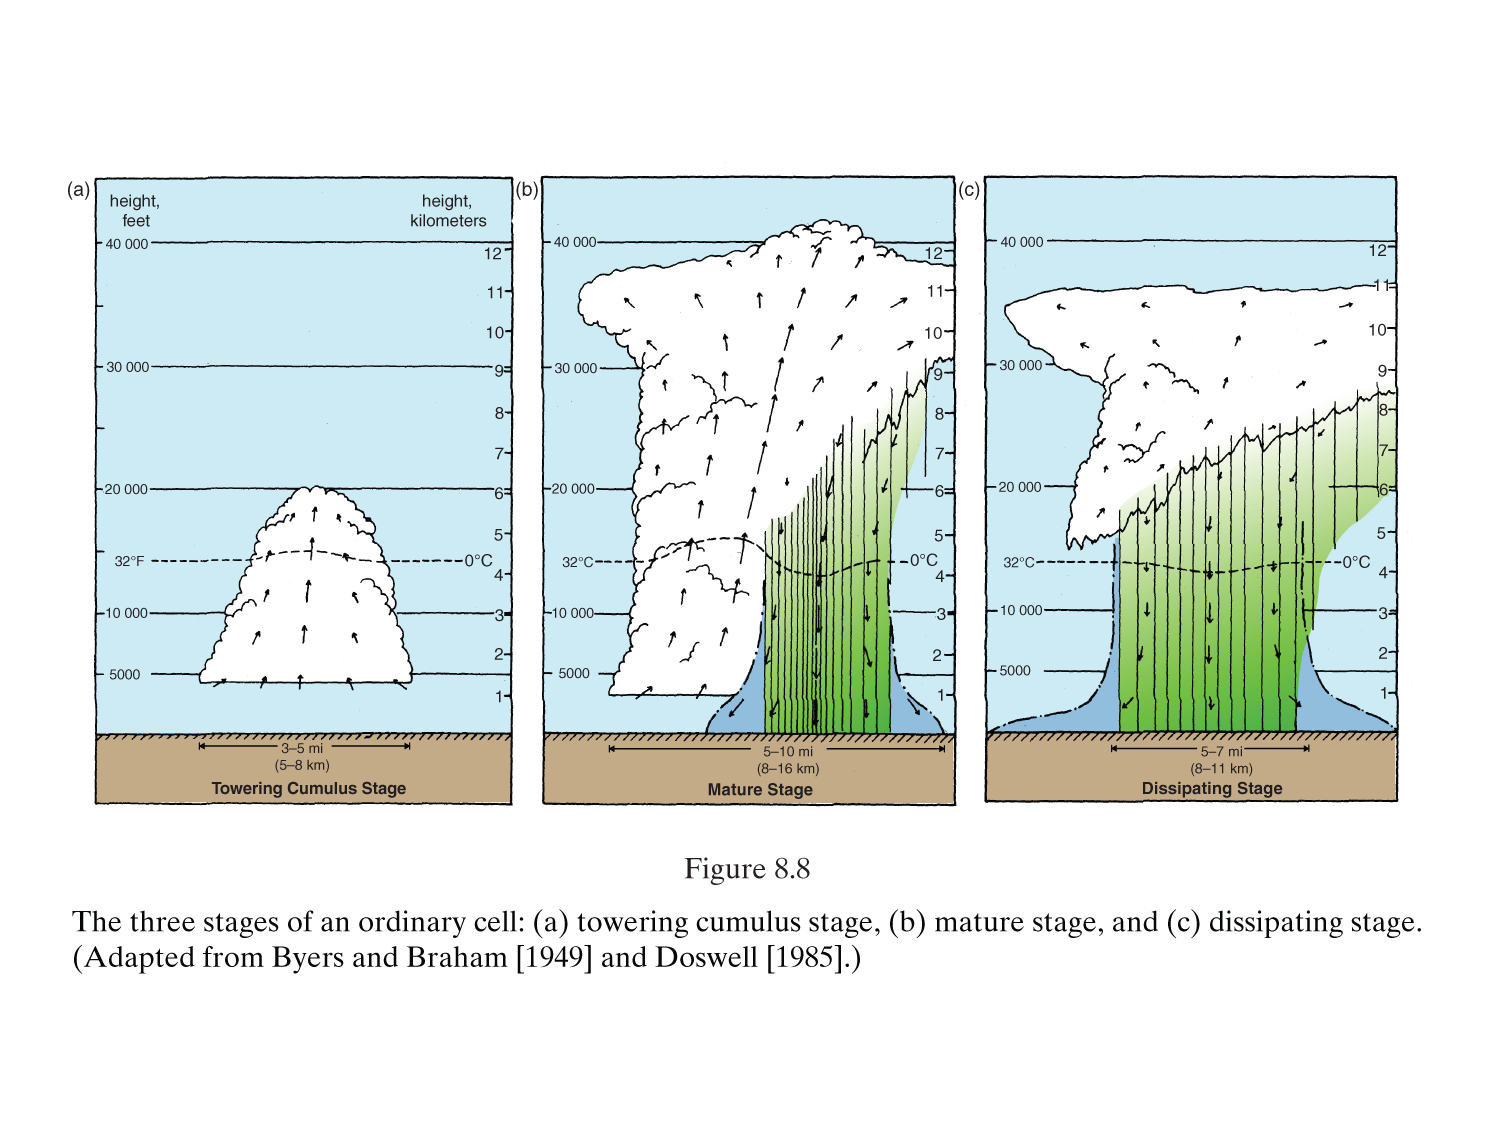 (a)
height,
feet
height,
kilometers
40 000
30 000
20 000
32°F
10 000
5000
12
11
10
9
8
7
6
5
0°C
4
3
2
1
3–5 mi
(5–8 km)
Towering Cumulus Stage
(b)
40 000
30 000
20 000
32°C
10 000
5000
12
11
10
9
8
7
6
5
0°C
4
3
2
1
5–10 mi
(8–16 km)
Mature Stage
(c)
40 000
30 000
20 000
32°C
10 000
5000
12
11
10
9
8
7
6
5
0°C
4
3
2
1
5–7 mi
(8–11 km)
Dissipating Stage
Figure 8.8
The three stages of an ordinary cell: (a) towering cumulus stage, (b) mature stage, and (c) dissipating stage.
(Adapted from Byers and Braham [1949] and Doswell [1985].)